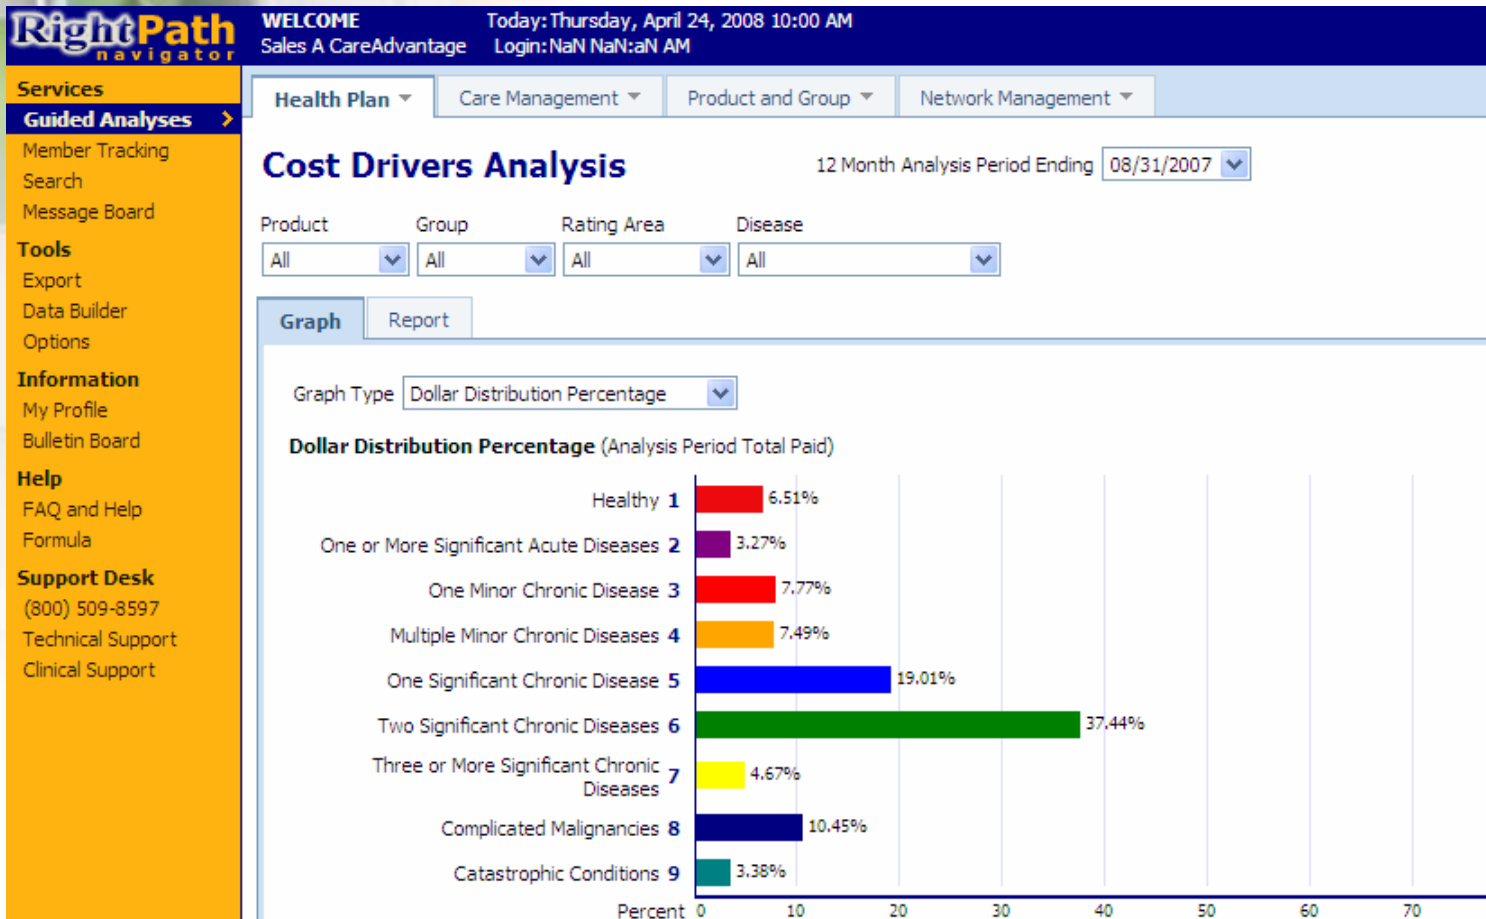 RightPath
navigator
WELCOME Today: Thursday, April 24, 2008 10:00 AM
Sales A CareAdvantage Login: NaN NaN:aN AM
Services
Guided Analyses
Member Tracking
Search
Message Board
Tools
Export
Data Builder
Options
Information
My Profile
Bulletin Board
Help
FAQ and Help
Formula
Support Desk
(800) 509-8597
Technical Support
Clinical Support
Health Plan Care Management Product and Group Network Management
Cost Drivers Analysis 12 Month Analysis Period Ending 08/31/2007
Product Group Rating Area Disease
All All All All
Graph Report
Graph Type Dollar Distribution Percentage
Dollar Distribution Percentage (Analysis Period Total Paid)
Healthy 1 6.51%
One or More Significant Acute Diseases 2 3.27%
One Minor Chronic Disease 3 7.77%
Multiple Minor Chronic Diseases 4 7.49%
One Significant Chronic Disease 5 19.01%
Two Significant Chronic Diseases 6 37.44%
Three or More Significant Chronic
Diseases 7 4.67%
Complicated Malignancies 8 10.45%
Catastrophic Conditions 9 3.38%
Percent 0 10 20 30 40 50 60 70